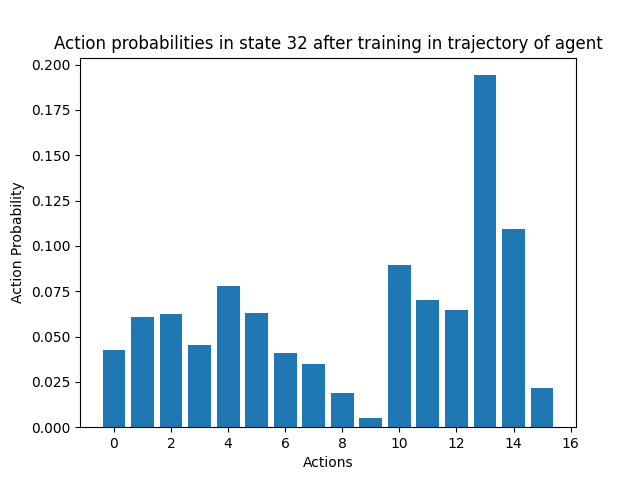 Action probabilities in state 32 after training in trajectory of agent
0.200
0.175
0.150
0.125
0.100
0.075
0.050
0.025
0.000
Action Probability
0 2 4 6 8 10 12 14 16
Actions